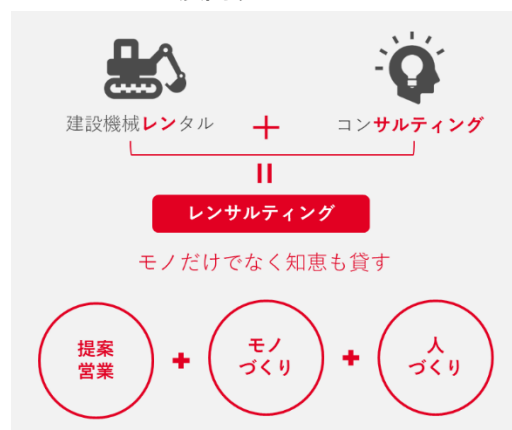 建設機械レンタル
+
コンサルティング
=
レンサルティング
モノだけでなく知恵も貸す
提案
営業
+
モノ
づくり
+
人
づくり